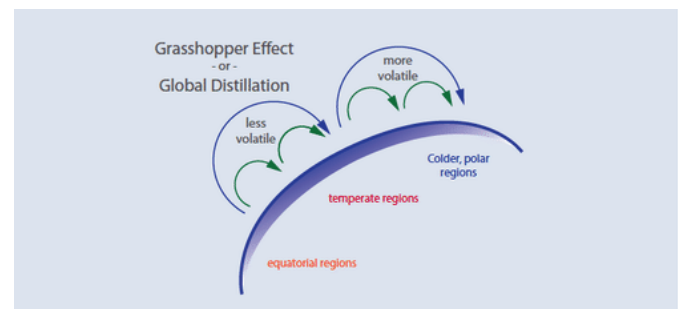 Grasshopper Effect
- or -
Global Distillation
more
volatile
less
volatile
Colder, polar
regions
temperate regions
equatorial regions